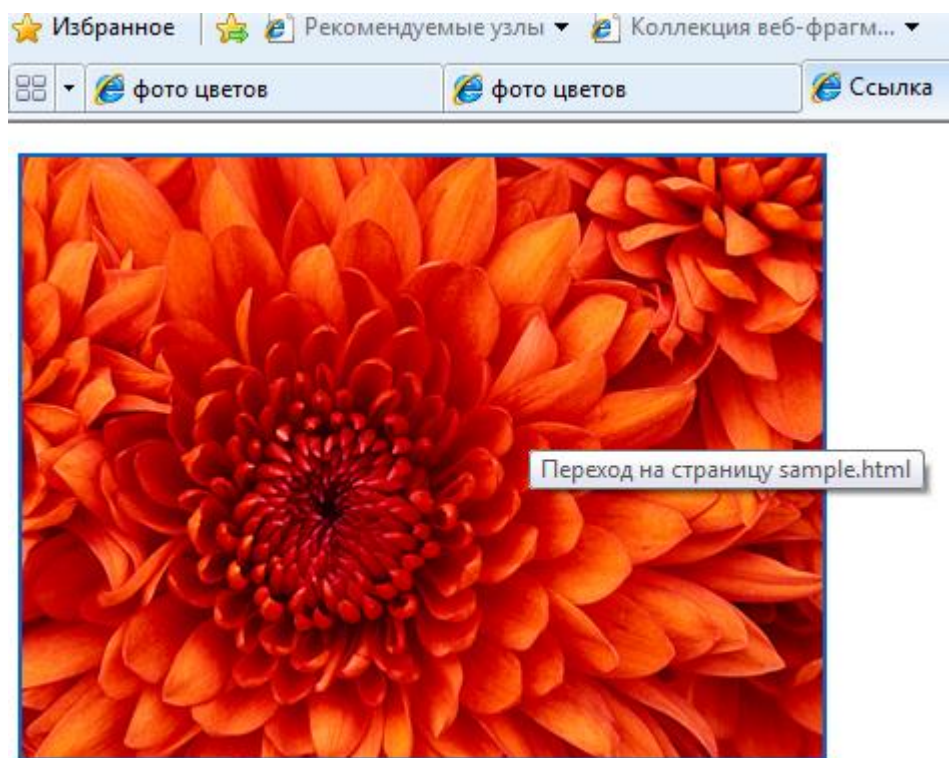 Избранное Рекомендуемые узлы Коллекция веб-фрагм...
фото цветов фото цветов Ссылка
Переход на страницу sample.html